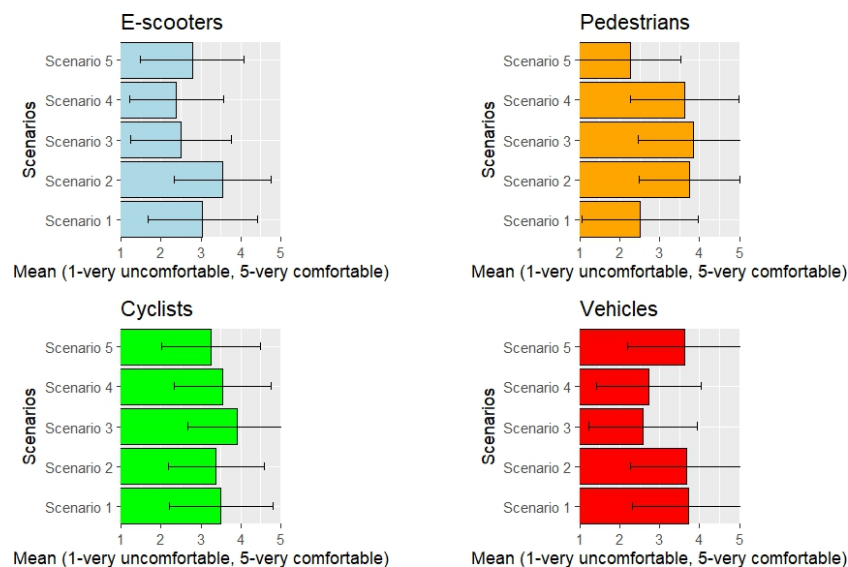 E-scooters
Scenarios
Scenario 5
Scenario 4
Scenario 3
Scenario 2
Scenario 1
1 2 3 4 5
Mean (1-very uncomfortable, 5-very comfortable)
Pedestrians
Scenarios
Scenario 5
Scenario 4
Scenario 3
Scenario 2
Scenario 1
1 2 3 4 5
Mean (1-very uncomfortable, 5-very comfortable)
Cyclists
Scenarios
Scenario 5
Scenario 4
Scenario 3
Scenario 2
Scenario 1
1 2 3 4 5
Mean (1-very uncomfortable, 5-very comfortable)
Vehicles
Scenarios
Scenario 5
Scenario 4
Scenario 3
Scenario 2
Scenario 1
1 2 3 4 5
Mean (1-very uncomfortable, 5-very comfortable)